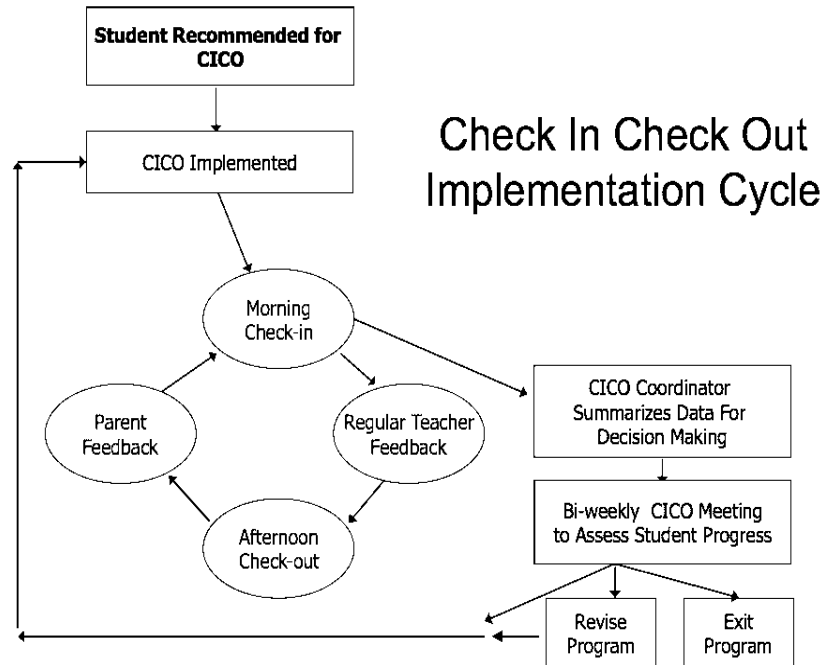 Student Recommended for
CICO
Check In Check Out
Implementation Cycle
CICO Implemented
Morning
Check-in
Parent
Feedback
Regular Teacher
Feedback
Afternoon
Check-out
CICO Coordinator
Summarizes Data For
Decision Making
Bi-weekly CICO Meeting
to Assess Student Progress
Revise
Program
Exit
Program